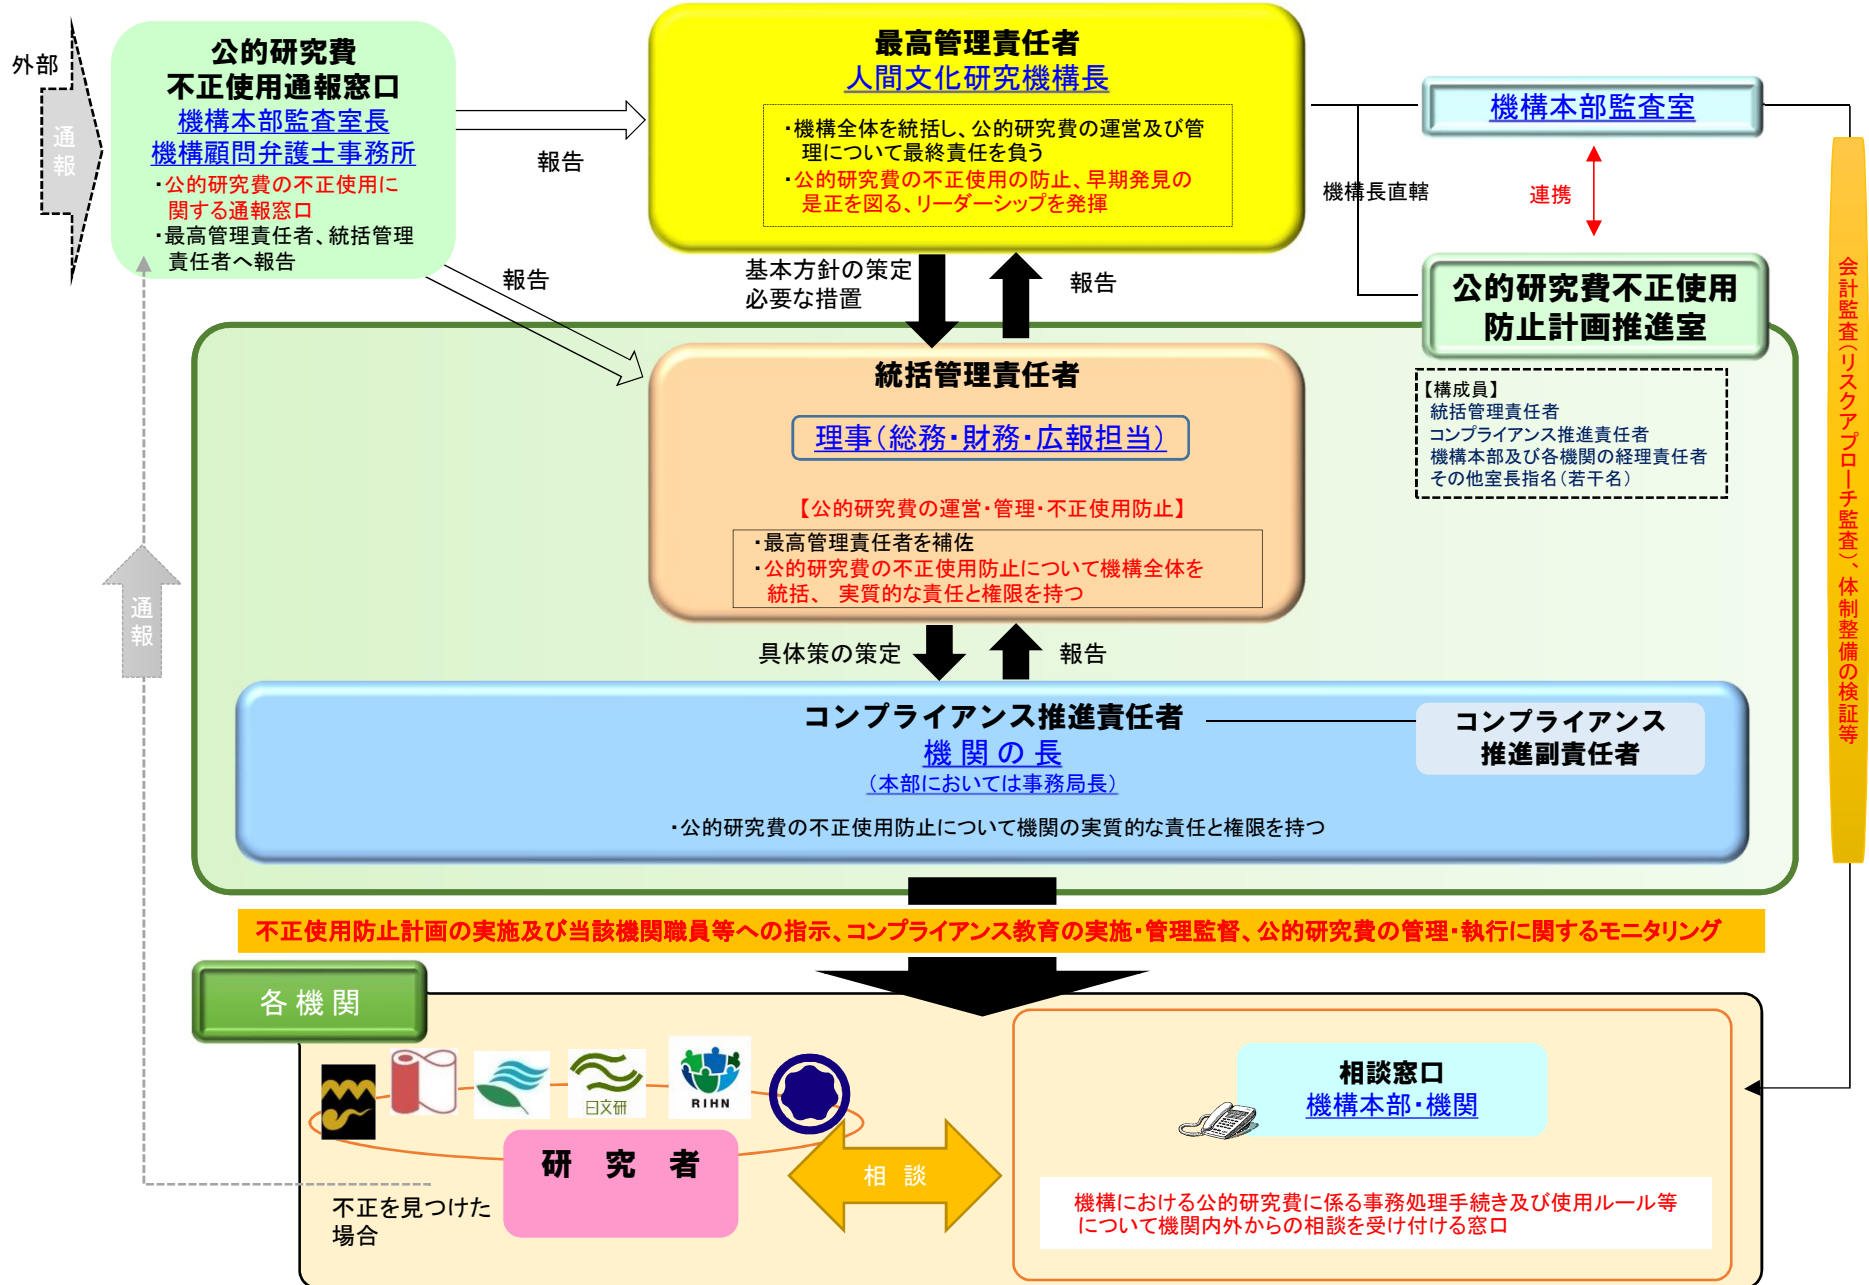 外部
通報
公的研究費
不正使用通報窓口
機構本部監査室長
機構顧問弁護士事務所
・公的研究費の不正使用に
関する通報窓口
・最高管理責任者、統括管理
責任者へ報告
報告
報告
最高管理責任者
人間文化研究機構長
・機構全体を統括し、公的研究費の運営及び管
理について最終責任を負う
・公的研究費の不正使用の防止、早期発見の
是正を図る、リーダーシップを発揮
機構長直轄
機構本部監査室
連携
公的研究費不正使用
防止計画推進室
【構成員】
統括管理責任者
コンプライアンス推進責任者
機構本部及び各機関の経理責任者
その他室長指名(若干名)
会計監査(リスクアプローチ監査)、体制整備の検証等
基本方針の策定
必要な措置
報告
統括管理責任者
理事(総務・財務・広報担当)
【公的研究費の運営・管理・不正使用防止】
・最高管理責任者を補佐
・公的研究費の不正使用防止について機構全体を
統括、 実質的な責任と権限を持つ
具体策の策定
報告
通報
コンプライアンス推進責任者
機関の長
(本部においては事務局長)
・公的研究費の不正使用防止について機関の実質的な責任と権限を持つ
コンプライアンス
推進副責任者
不正使用防止計画の実施及び当該機関職員等への指示、コンプライアンス教育の実施・管理監督、公的研究費の管理・執行に関するモニタリング
各機関
日文研
RIHN
研 究 者
不正を見つけた
場合
相 談
相談窓口
機構本部・機関
機構における公的研究費に係る事務処理手続き及び使用ルール等
について機関内外からの相談を受け付ける窓口